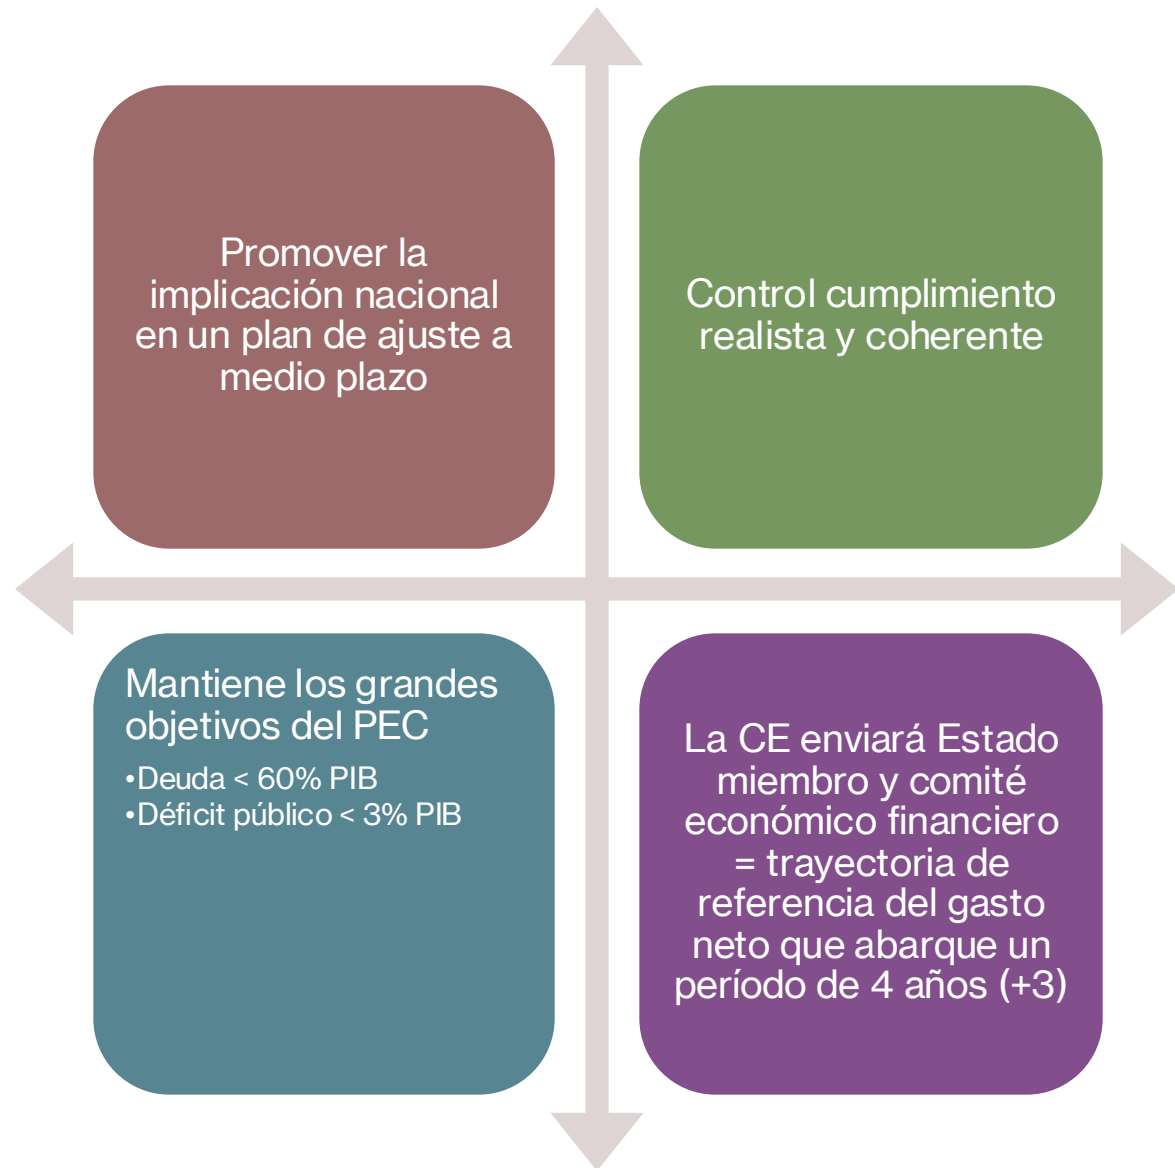 Promover la
implicación nacional
en un plan de ajuste a
medio plazo
Control cumplimiento
realista y coherente
Mantiene los grandes
objetivos del PEC
•Deuda < 60% PIB
•Déficit público < 3% PIB
La CE enviará Estado
miembro y comité
económico financiero
= trayectoria de
referencia del gasto
neto que abarque un
período de 4 años (+3)